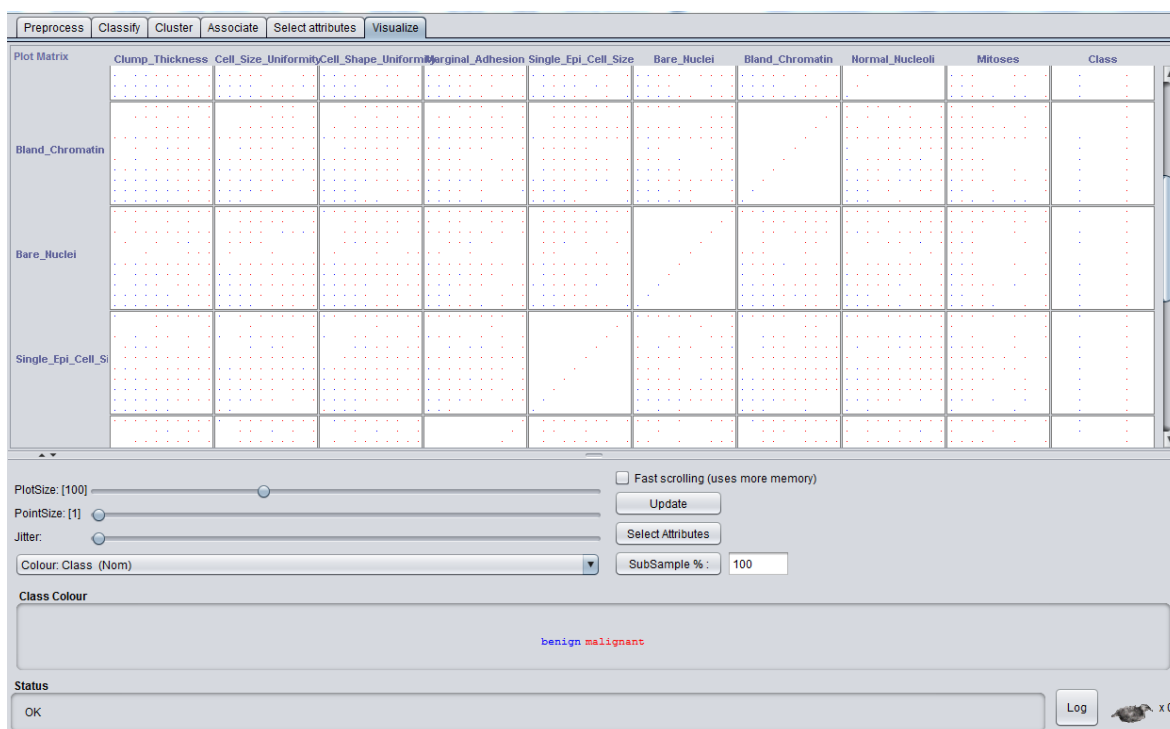 Preprocess Classify Cluster Associate Select attributes Visualize
Plot Matrix Clump_Thickness Cell_Size_Uniformity Cell_Shape_Uniformity Marginal_Adhesion Single_Epi_Cell_Size Bare_Nuclei Bland_Chromatin Normal_Nucleoli Mitoses Class
Bland_Chromatin
Bare_Nuclei
Single_Epi_Cell_Si
Fast scrolling (uses more memory)
PlotSize: [100]
Update
PointSize: [1]
Jitter:
Select Attributes
Colour: Class (Nom)
SubSample % : 100
Class Colour
benign malignant
Status
OK
Log
x 0